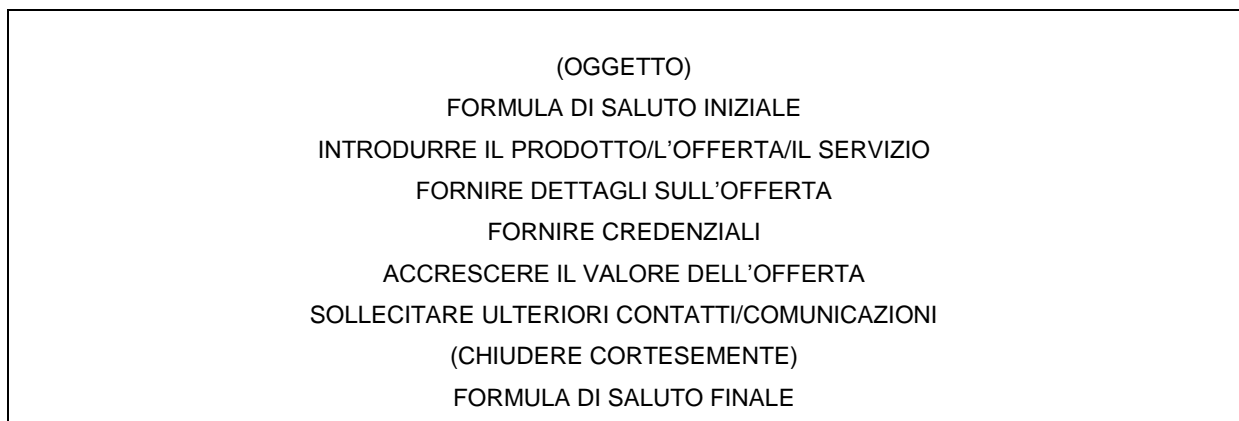 (OGGETTO)
FORMULA DI SALUTO INIZIALE
INTRODURRE IL PRODOTTO/L'OFFERTA/IL SERVIZIO
FORNIRE DETTAGLI SULL'OFFERTA
FORNIRE CREDENZIALI
ACCRESCERE IL VALORE DELL'OFFERTA
SOLLECITARE ULTERIORI CONTATTI/COMUNICAZIONI
(CHIUDERE CORTESEMENTE)
FORMULA DI SALUTO FINALE